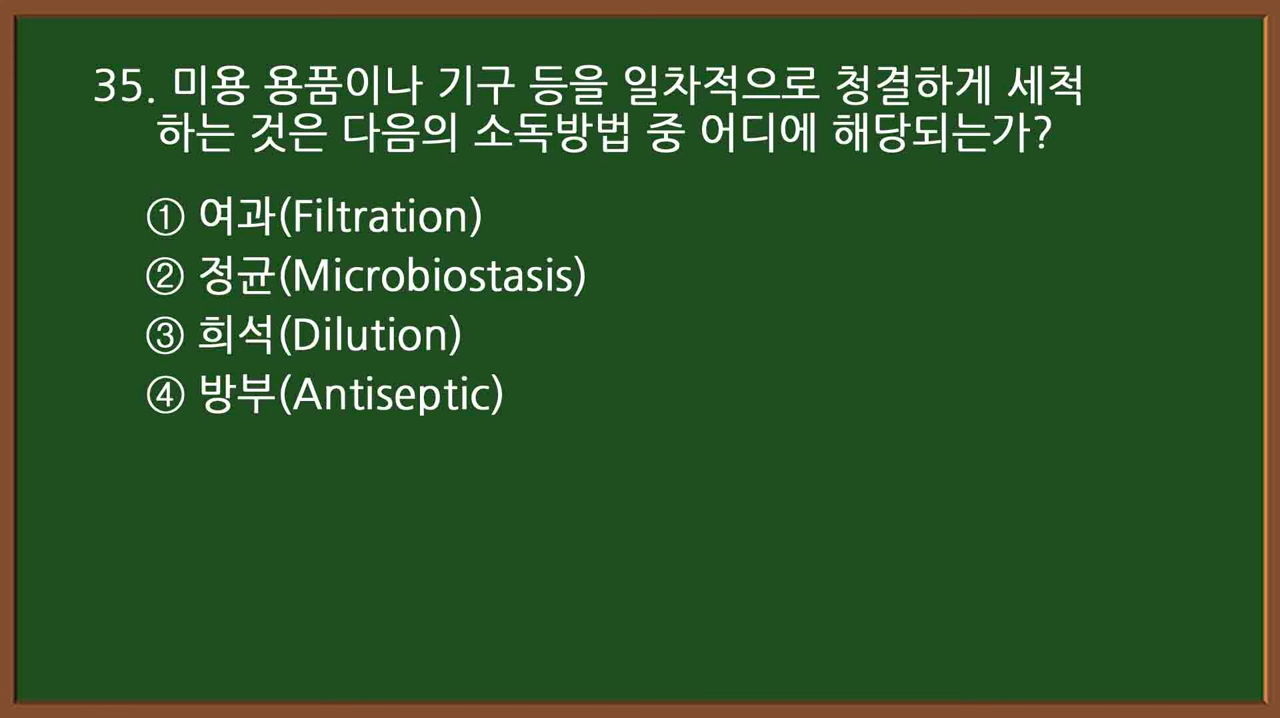 35. 미용 용품이나 기구 등을 일차적으로 청결하게 세척
하는 것은 다음의 소독방법 중 어디에 해당되는가?
① 여과(Filtration)
② 정균(Microbiostasis)
③ 희석(Dilution)
④ 방부(Antiseptic)